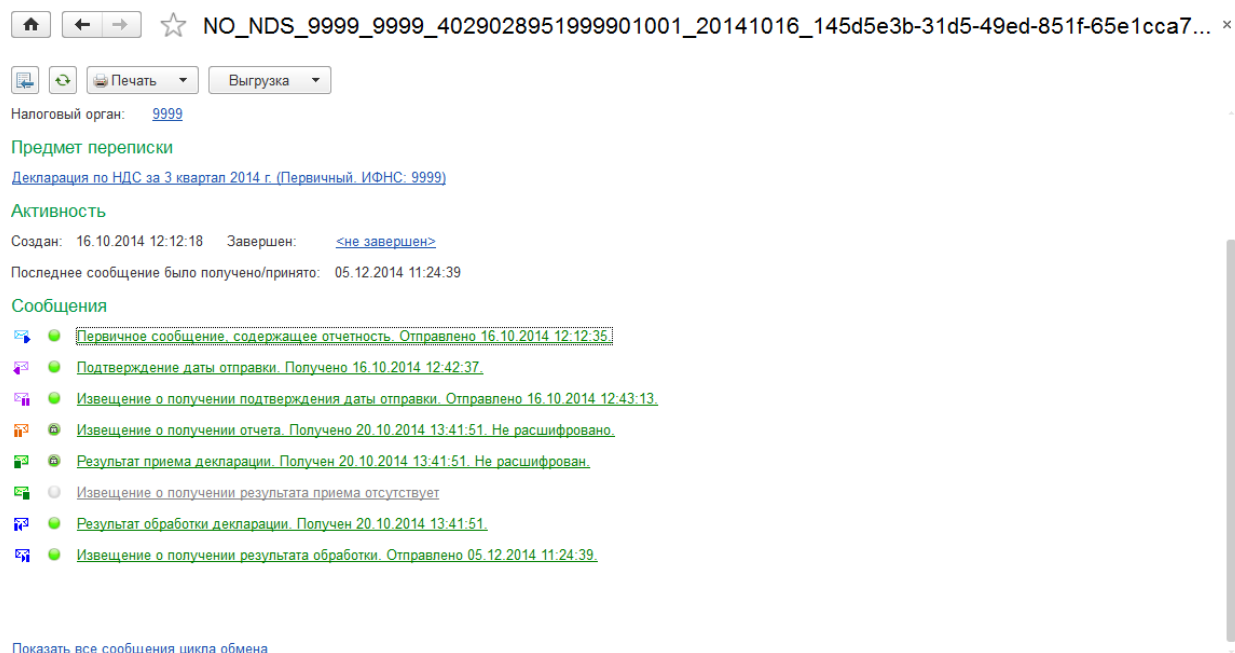 NO_NDS_9999_9999_4029028951999901001_20141016_145d5e3b-31d5-49ed-851f-65e1cca7...
Печать Выгрузка
Налоговый орган: 9999
Предмет переписки
Декларация по НДС за 3 квартал 2014 г. (Первичный. ИФНС: 9999)
Активность
Создан: 16.10.2014 12:12:18 Завершен: <не завершен>
Последнее сообщение было получено/принято: 05.12.2014 11:24:39
Сообщения
Первичное сообщение, содержащее отчетность. Отправлено 16.10.2014 12:12:35.
Подтверждение даты отправки. Получено 16.10.2014 12:42:37.
Извещение о получении подтверждения даты отправки. Отправлено 16.10.2014 12:43:13.
Извещение о получении отчета. Получено 20.10.2014 13:41:51. Не расшифровано.
Результат приема декларации. Получен 20.10.2014 13:41:51. Не расшифрован.
Извещение о получении результата приема отсутствует
Результат обработки декларации. Получен 20.10.2014 13:41:51.
Извещение о получении результата обработки. Отправлено 05.12.2014 11:24:39.
Показать все сообщения цикла обмена